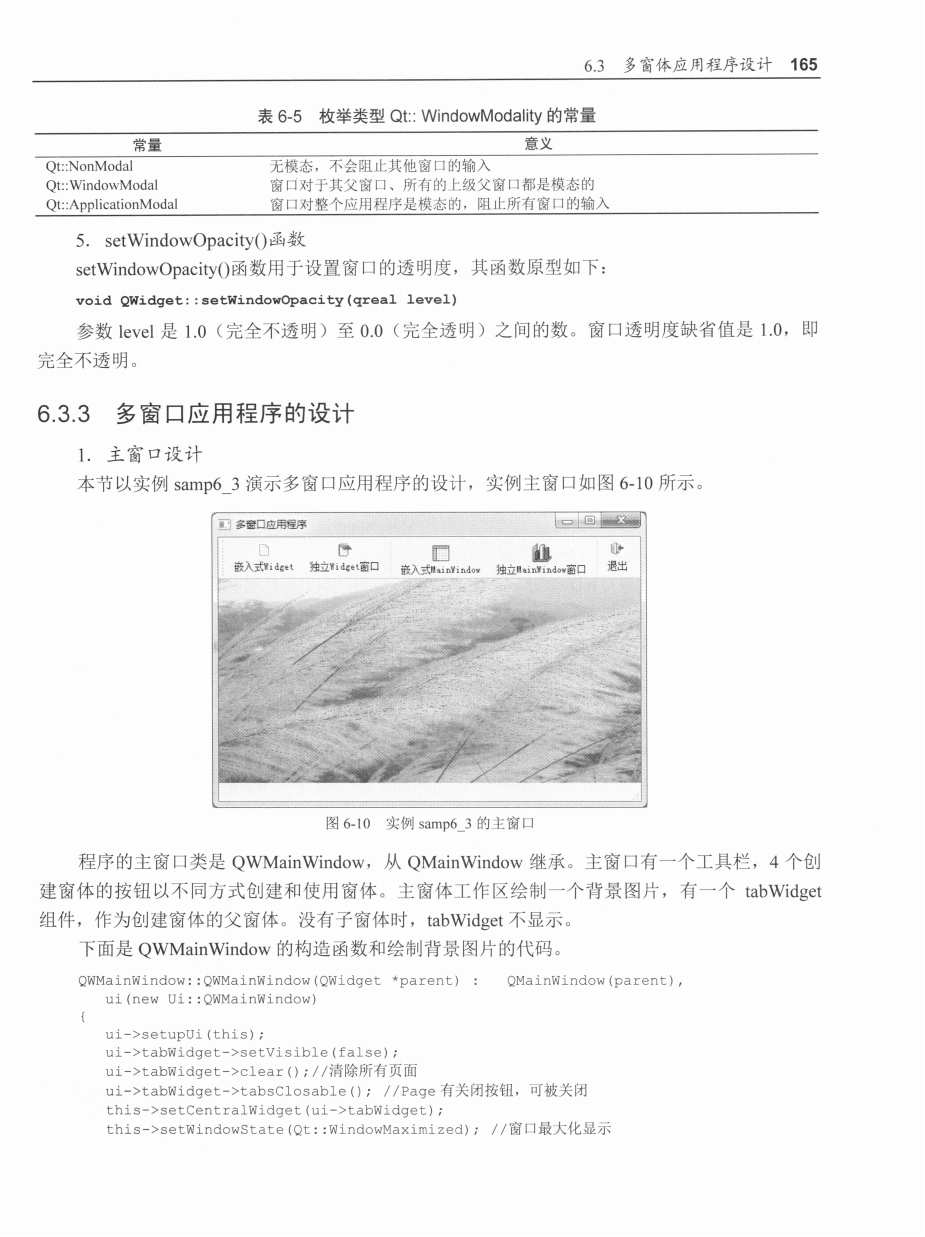 6.3 多窗体应用程序设计 165
表 6-5 枚举类型 Qt:: WindowModality 的常量
常量 意义
Qt::NonModal 无模态，不会阻止其他窗口的输入
Qt::WindowModal 窗口对于其父窗口、所有的上级父窗口都是模态的
Qt::ApplicationModal 窗口对整个应用程序是模态的，阻止所有窗口的输入
5．setWindowOpacity()函数
setWindowOpacity()函数用于设置窗口的透明度，其函数原型如下：
void QWidget::setWindowOpacity(qreal level)
参数 level 是 1.0（完全不透明）至 0.0（完全透明）之间的数。窗口透明度缺省值是 1.0，即
完全不透明。
6.3.3 多窗口应用程序的设计
1．主窗口设计
本节以实例 samp6_3 演示多窗口应用程序的设计，实例主窗口如图 6-10 所示。
多窗口应用程序
嵌入式Widget 独立Widget窗口 嵌入式MainWindow 独立MainWindow窗口 退出
图 6-10 实例 samp6_3 的主窗口
程序的主窗口类是 QWMainWindow，从 QMainWindow 继承。主窗口有一个工具栏，4 个创
建窗体的按钮以不同方式创建和使用窗体。主窗体工作区绘制一个背景图片，有一个 tabWidget
组件，作为创建窗体的父窗体。没有子窗体时，tabWidget 不显示。
下面是 QWMainWindow 的构造函数和绘制背景图片的代码。
QWMainWindow::QWMainWindow(QWidget *parent) : QMainWindow(parent),
ui(new Ui::QWMainWindow)
{
ui->setupUi(this);
ui->tabWidget->setVisible(false);
ui->tabWidget->clear();//清除所有页面
ui->tabWidget->tabsClosable(); //Page 有关闭按钮，可被关闭
this->setCentralWidget(ui->tabWidget);
this->setWindowState(Qt::WindowMaximized); //窗口最大化显示